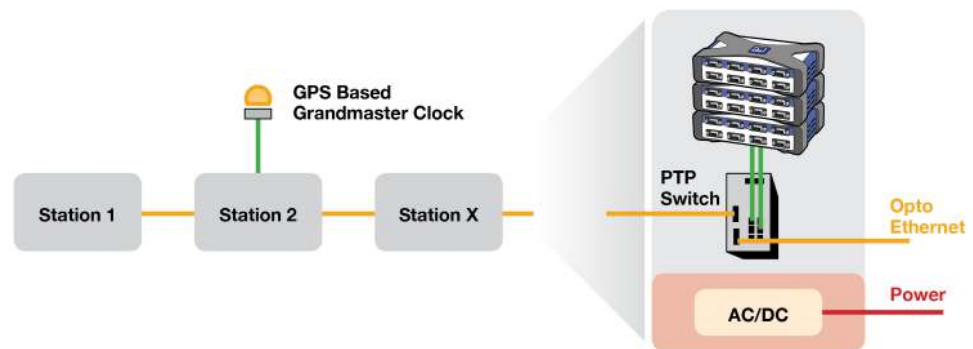 GPS Based
Grandmaster Clock
Station 1
Station 2
Station X
PTP
Switch
Opto
Ethernet
Power
AC/DC